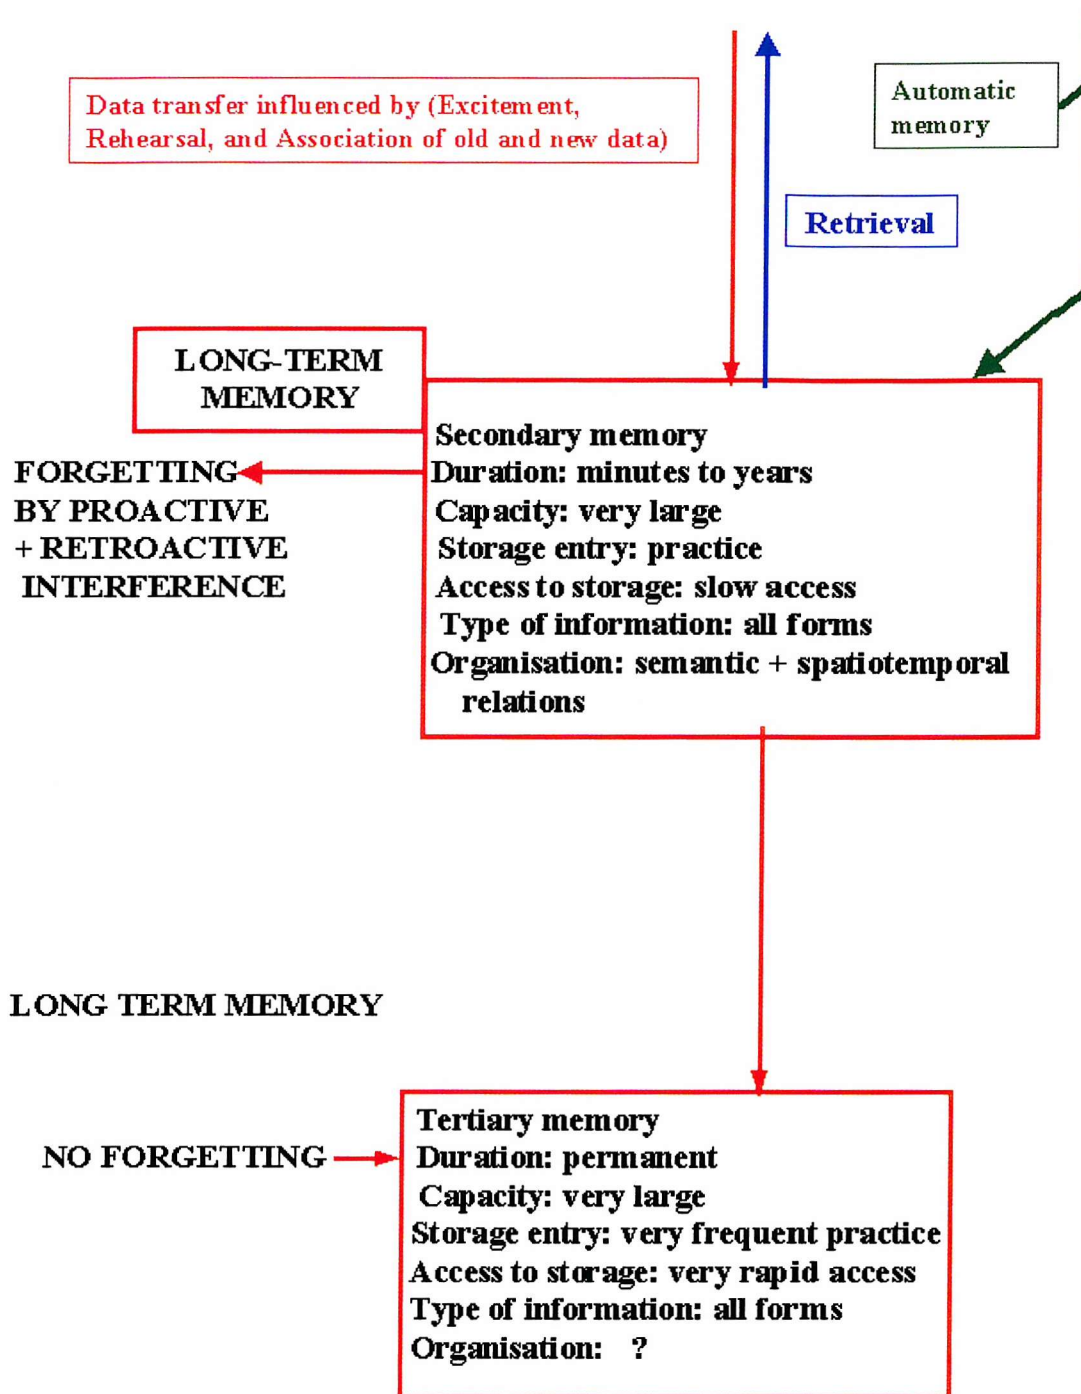 Data transfer influenced by (Excitement,
Rehearsal, and Association of old and new data)
Automatic
memory
Retrieval
LONG-TERM
MEMORY
Secondary memory
Duration: minutes to years
Capacity: very large
Storage entry: practice
Access to storage: slow access
Type of information: all forms
Organisation: semantic + spatiotemporal
relations
FORGETTING
BY PROACTIVE
+ RETROACTIVE
INTERFERENCE
LONG TERM MEMORY
NO FORGETTING
Tertiary memory
Duration: permanent
Capacity: very large
Storage entry: very frequent practice
Access to storage: very rapid access
Type of information: all forms
Organisation: ?